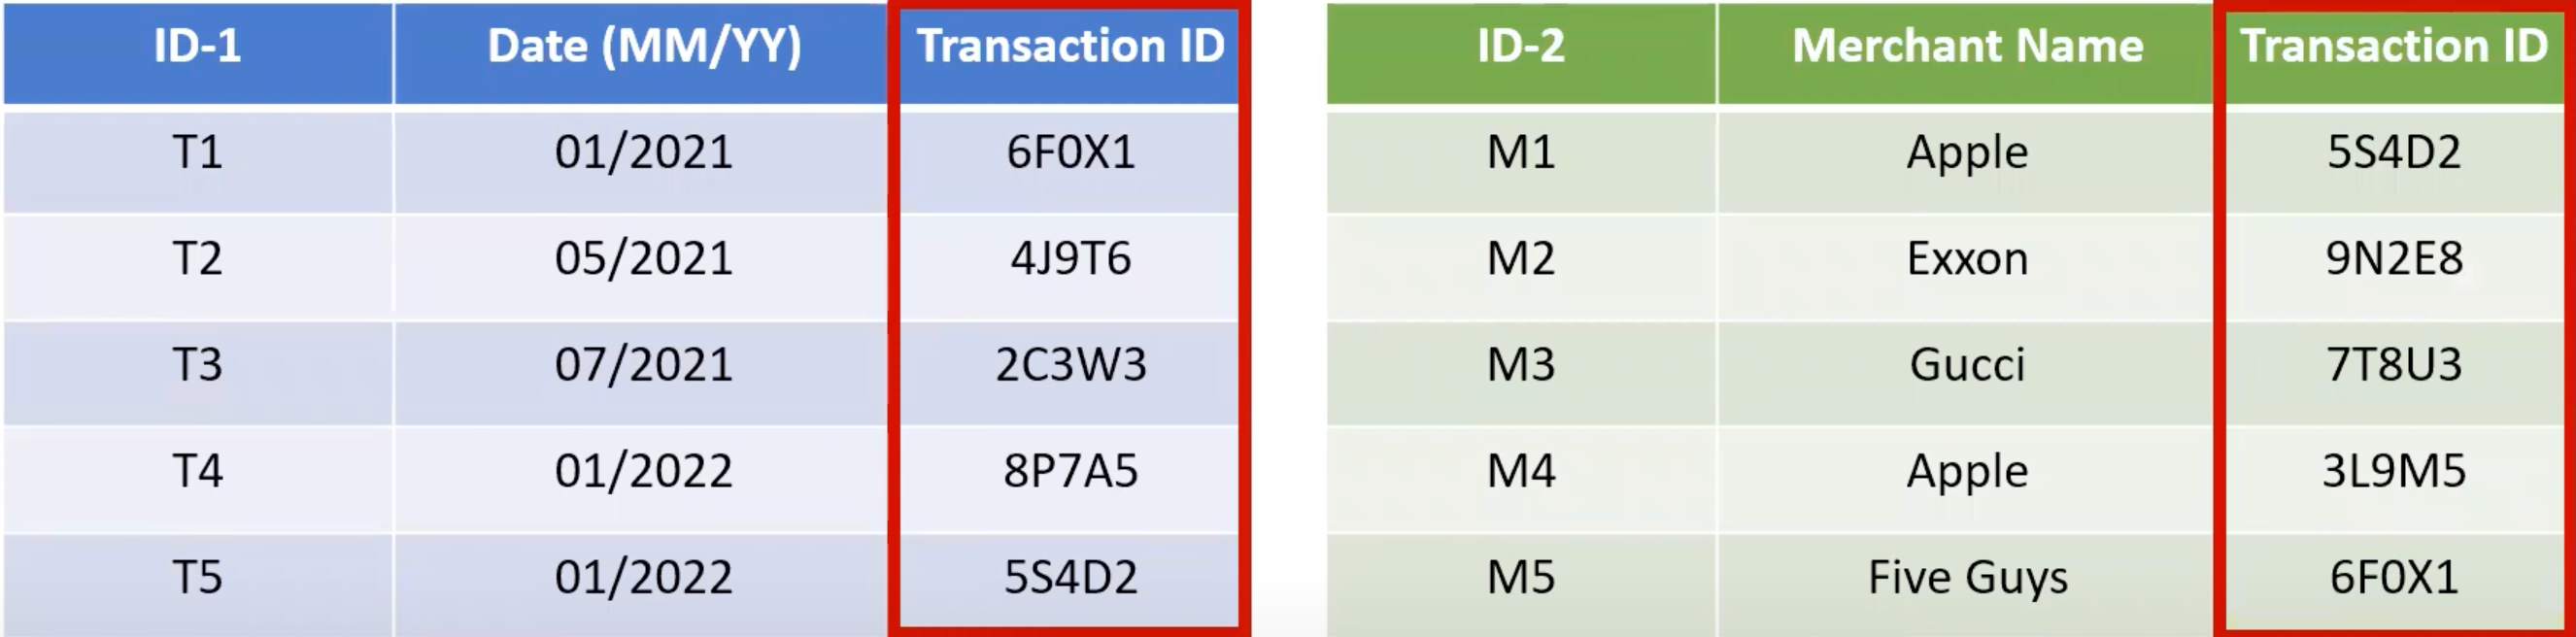 ID-1 Date (MM/YY) Transaction ID
T1 01/2021 6F0X1
T2 05/2021 4J9T6
T3 07/2021 2C3W3
T4 01/2022 8P7A5
T5 01/2022 5S4D2
ID-2 Merchant Name Transaction ID
M1 Apple 5S4D2
M2 Exxon 9N2E8
M3 Gucci 7T8U3
M4 Apple 3L9M5
M5 Five Guys 6F0X1